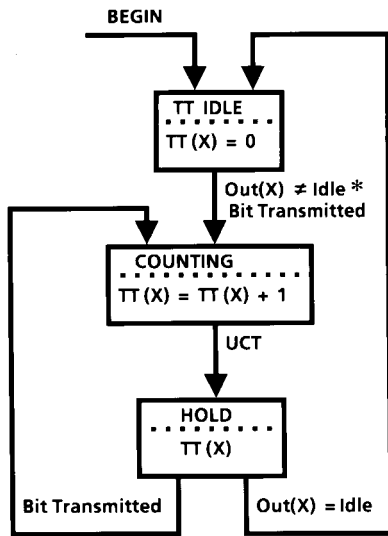 BEGIN
TT IDLE
TT (X) = 0
Out(X) ≠ Idle *
Bit Transmitted
COUNTING
TT (X) = TT (X) + 1
UCT
HOLD
TT (X)
Bit Transmitted
Out(X) = Idle